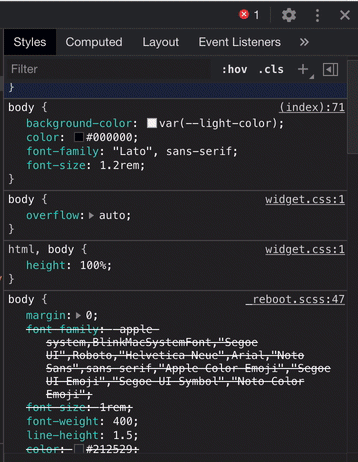 1
Styles Computed Layout Event Listeners »
Filter :hov .cls +
}
body { (index):71
background-color: var(--light-color);
color: #000000;
font-family: "Lato", sans-serif;
font-size: 1.2rem;
}
body { widget.css:1
overflow: auto;
}
html, body { widget.css:1
height: 100%;
}
body { _reboot.scss:47
margin: 0;
font-family: -apple-
system,BlinkMacSystemFont,"Segoe
UI",Roboto,"Helvetica Neue",Arial,"Noto
Sans",sans-serif,"Apple Color Emoji","Segoe
UI Emoji","Segoe UI Symbol","Noto Color
Emoji";
font-size: 1rem;
font-weight: 400;
line-height: 1.5;
color: #212529;